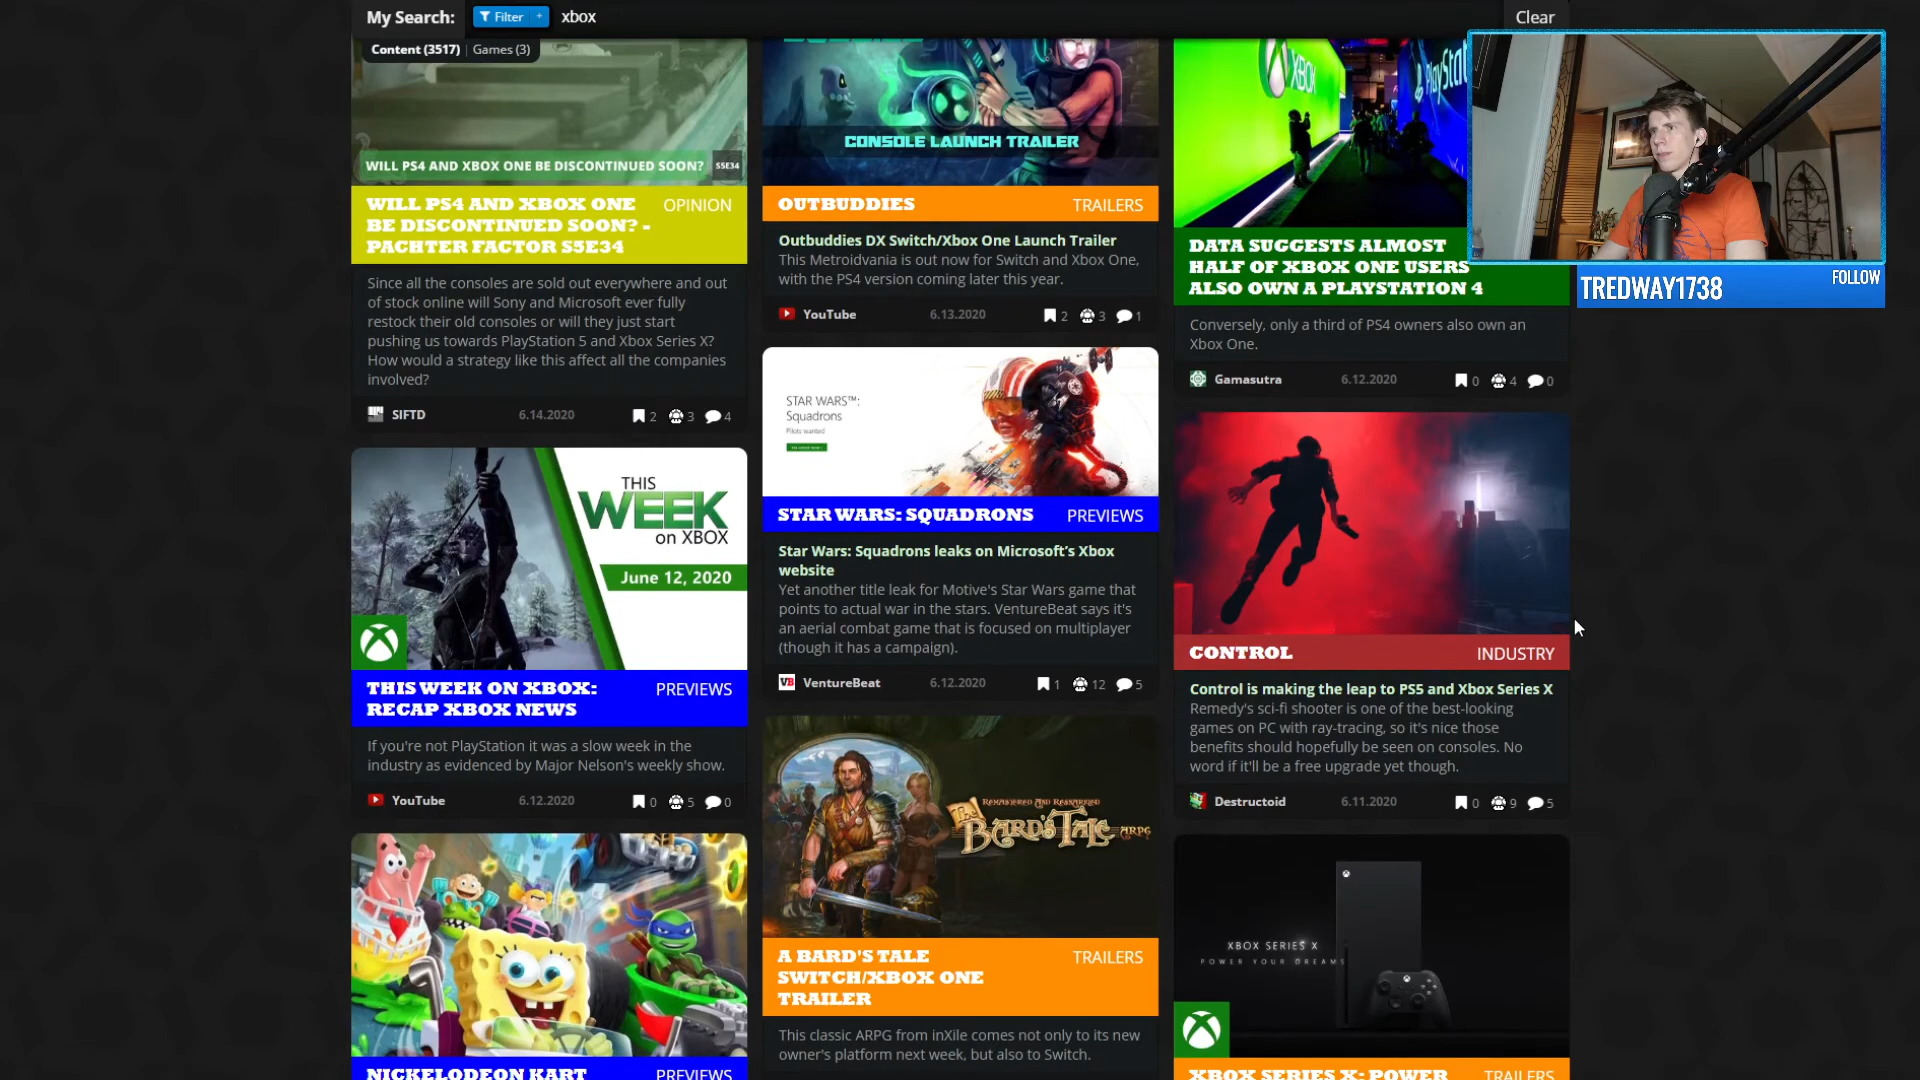 My Search:
Filter +
xbox
Clear
Content (3517) | Games (3)
WILL PS4 AND XBOX ONE BE DISCONTINUED SOON?
S5E34
WILL PS4 AND XBOX ONE
BE DISCONTINUED SOON? -
PACHTER FACTOR S5E34
OPINION
Since all the consoles are sold out everywhere and out
of stock online will Sony and Microsoft ever fully
restock their old consoles or will they just start
pushing us towards PlayStation 5 and Xbox Series X?
How would a strategy like this affect all the companies
involved?
SIFTD
6.14.2020
2
3
4
THIS
WEEK
on XBOX
June 12, 2020
THIS WEEK ON XBOX:
RECAP XBOX NEWS
PREVIEWS
If you're not PlayStation it was a slow week in the
industry as evidenced by Major Nelson's weekly show.
YouTube
6.12.2020
0
5
0
NICKELODEON KART
PREVIEWS
CONSOLE LAUNCH TRAILER
OUTBUDDIES
TRAILERS
Outbuddies DX Switch/Xbox One Launch Trailer
This Metroidvania is out now for Switch and Xbox One,
with the PS4 version coming later this year.
YouTube
6.13.2020
2
3
1
STAR WARS™:
Squadrons
Pilots wanted
STAR WARS: SQUADRONS
PREVIEWS
Star Wars: Squadrons leaks on Microsoft's Xbox
website
Yet another title leak for Motive's Star Wars game that
points to actual war in the stars. VentureBeat says it's
an aerial combat game that is focused on multiplayer
(though it has a campaign).
VB VentureBeat
6.12.2020
1
12
5
REMASTERED AND RESNARKLED
THE BARD'S TALE ARPG
A BARD'S TALE
SWITCH/XBOX ONE
TRAILER
TRAILERS
This classic ARPG from inXile comes not only to its new
owner's platform next week, but also to Switch.
XBOX
PlayStat
DATA SUGGESTS ALMOST
HALF OF XBOX ONE USERS
ALSO OWN A PLAYSTATION 4
Conversely, only a third of PS4 owners also own an
Xbox One.
Gamasutra
6.12.2020
0
4
0
CONTROL
INDUSTRY
Control is making the leap to PS5 and Xbox Series X
Remedy's sci-fi shooter is one of the best-looking
games on PC with ray-tracing, so it's nice those
benefits should hopefully be seen on consoles. No
word if it'll be a free upgrade yet though.
Destructoid
6.11.2020
0
9
5
XBOX SERIES X
POWER YOUR DREAMS
XBOX SERIES X: POWER
TRAILERS
TREDWAY1738
FOLLOW